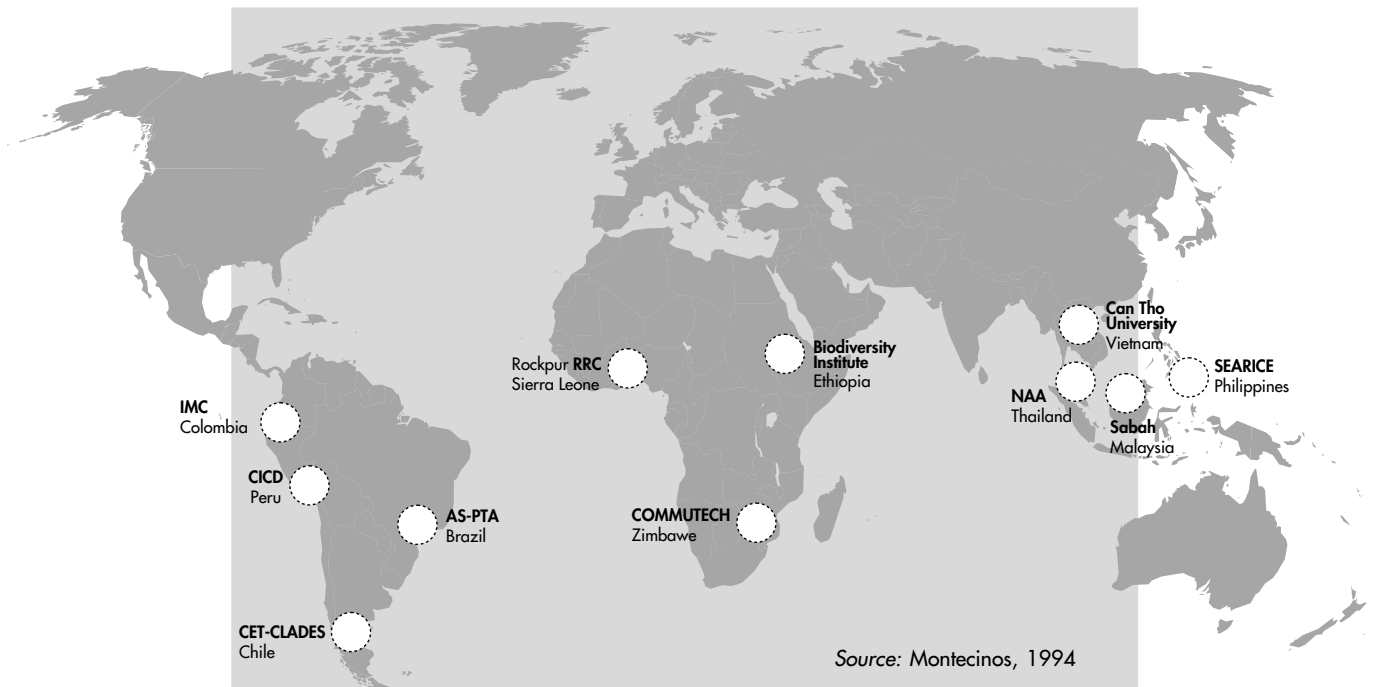 Can Tho
University
Vietnam
Biodiversity
Institute
Ethiopia
Rockpur RRC
Sierra Leone
SEARICE
Philippines
NAA
Thailand
IMC
Colombia
Sabah
Malaysia
CICD
Peru
AS-PTA
Brazil
COMMUTECH
Zimbawe
CET-CLADES
Chile
Source: Montecinos, 1994